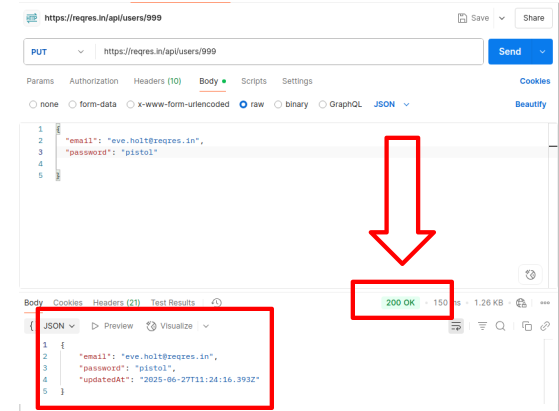 https://reqres.in/api/users/999
Save
Share
PUT
https://reqres.in/api/users/999
Send
Params Authorization Headers (10) Body Scripts Settings Cookies
none form-data x-www-form-urlencoded raw binary GraphQL JSON Beautify
1 {
2 "email": "eve.holt@reqres.in",
3 "password": "pistol"
4
5 }
Body Cookies Headers (21) Test Results 200 OK 150 ms 1.26 KB
{ } JSON Preview Visualize
1 {
2 "email": "eve.holt@reqres.in",
3 "password": "pistol",
4 "updatedAt": "2025-06-27T11:24:16.393Z"
5 }